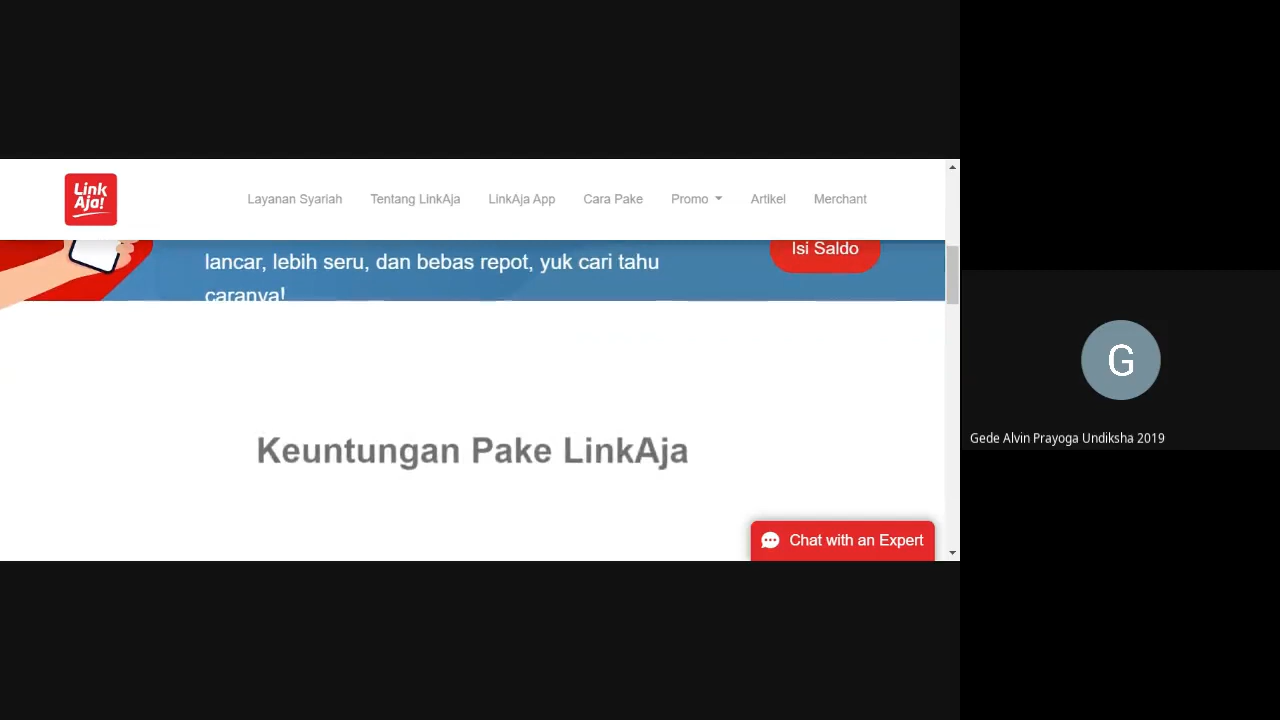 Link
Aja!
Layanan Syariah Tentang LinkAja LinkAja App Cara Pake Promo Artikel Merchant
lancar, lebih seru, dan bebas repot, yuk cari tahu
caranya!
Isi Saldo
Keuntungan Pake LinkAja
Chat with an Expert
G
Gede Alvin Prayoga Undiksha 2019